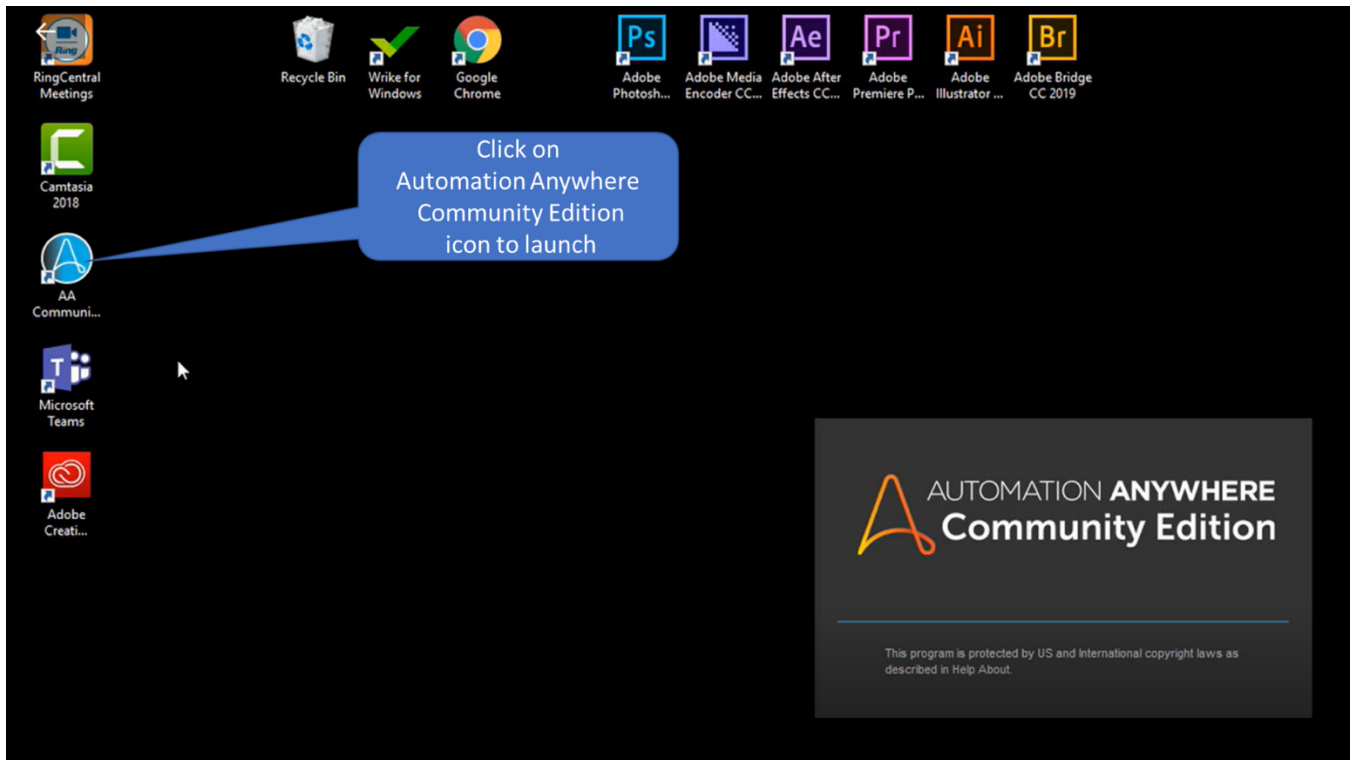 Ring
RingCentral
Meetings
Recycle Bin
Wrike for
Windows
Google
Chrome
Ps
Adobe
Photosh...
Adobe Media
Encoder CC...
Ae
Adobe After
Effects CC...
Pr
Adobe
Premiere P...
Ai
Adobe
Illustrator ...
Br
Adobe Bridge
CC 2019
Camtasia
2018
Click on
Automation Anywhere
Community Edition
icon to launch
AA
Communi...
T
Microsoft
Teams
Adobe
Creati...
AUTOMATION ANYWHERE
Community Edition
This program is protected by US and International copyright laws as
described in Help About.